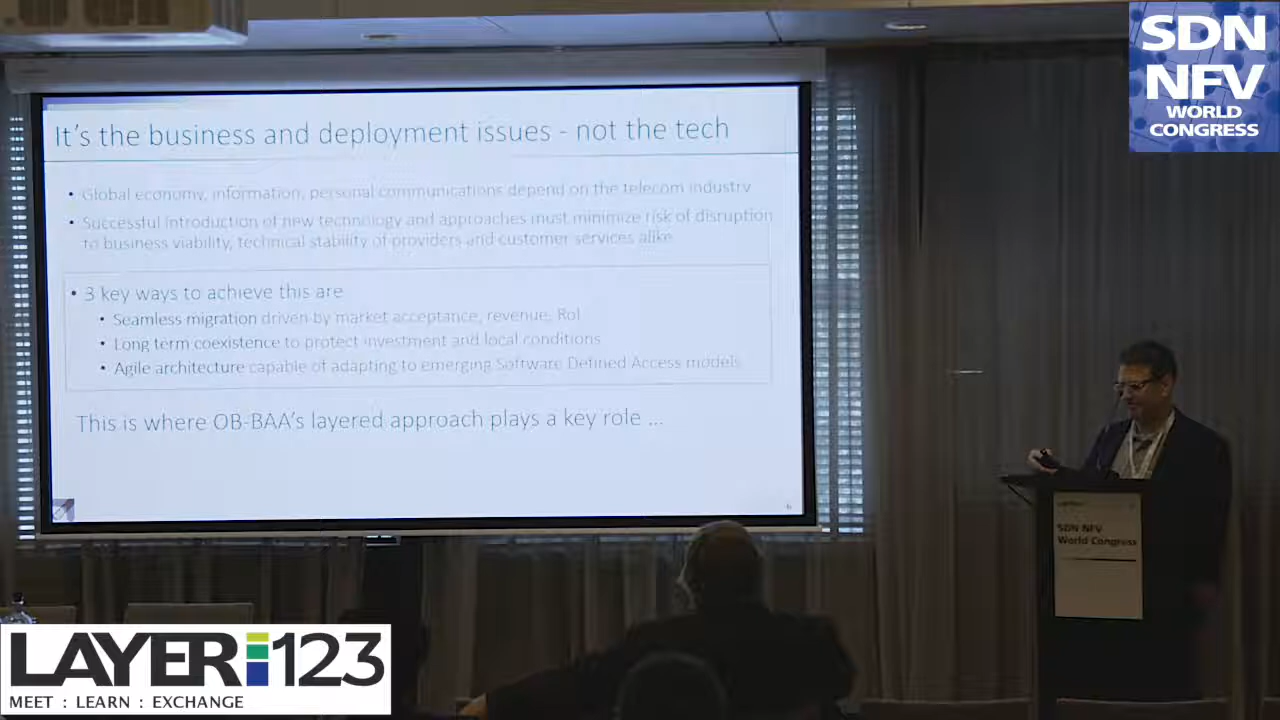 SDN
NFV
WORLD
CONGRESS
It's the business and deployment issues - not the tech
• Global economy, information, personal communications depend on the telecom industry
• Successful introduction of new technology and approaches must minimize risk of disruption
to business viability, technical stability of providers and customer services alike
• 3 key ways to achieve this are
• Seamless migration driven by market acceptance, revenue, RoI
• Long term coexistence to protect investment and local conditions
• Agile architecture capable of adapting to emerging Software Defined Access models
This is where OB-BAA's layered approach plays a key role ...
6
SDN NFV
World Congress
LAYER 123
MEET : LEARN : EXCHANGE